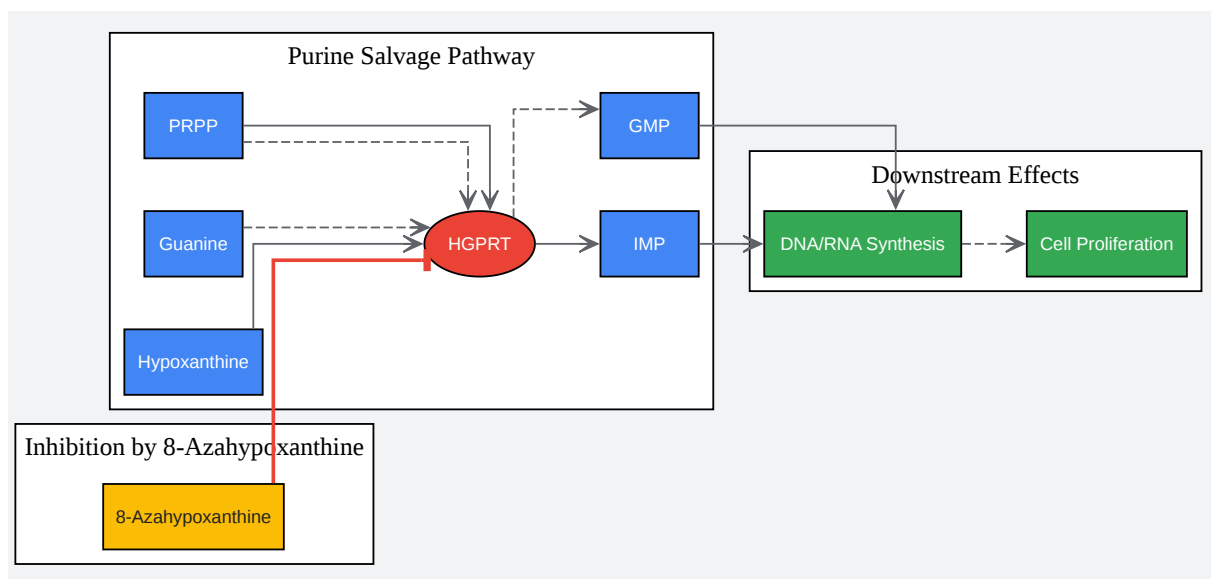 Purine Salvage Pathway
PRPP
GMP
Downstream Effects
Guanine
HGPRT
IMP
DNA/RNA Synthesis
Cell Proliferation
Hypoxanthine
Inhibition by 8-Azahypoxanthine
8-Azahypoxanthine